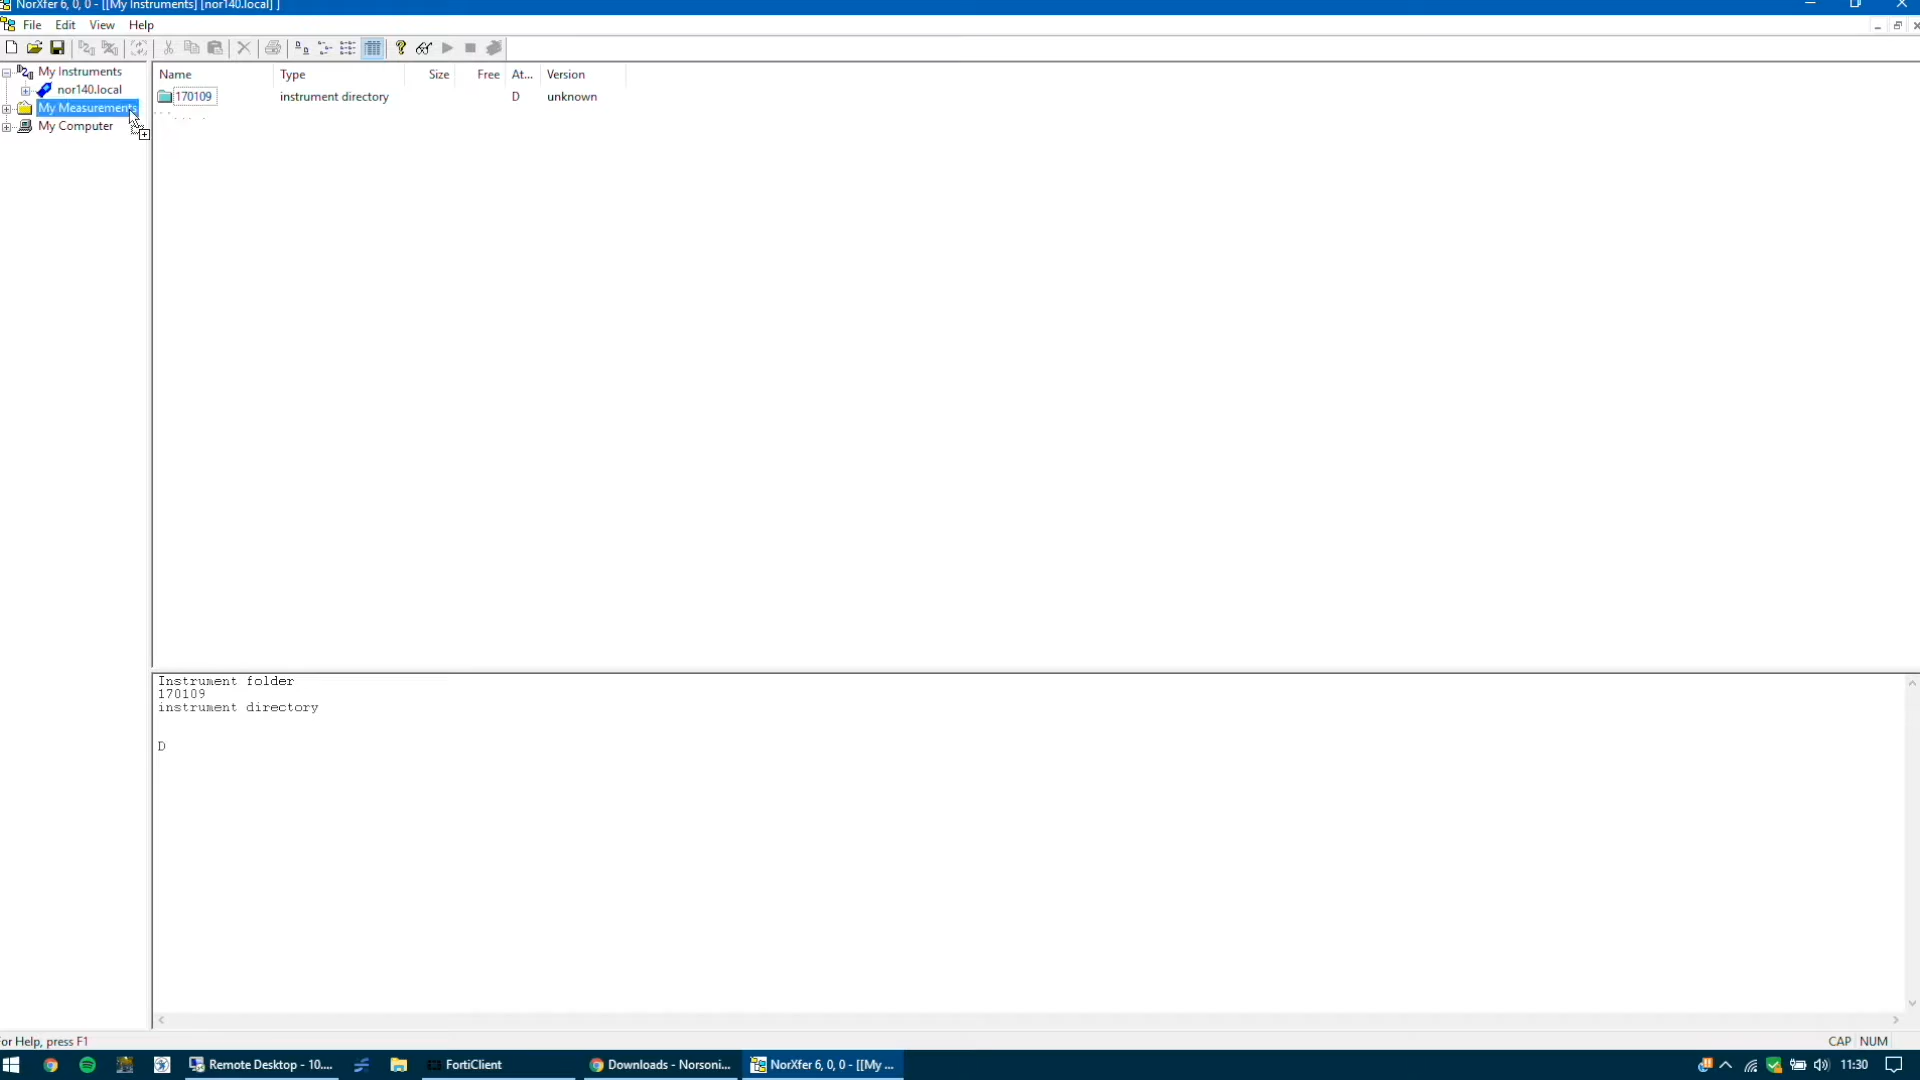 NorXfer 6, 0, 0 - [[My Instruments] [nor140.local] ]
File Edit View Help
My Instruments
nor140.local
My Measurements
My Computer
Name Type Size Free At... Version
170109 instrument directory D unknown
Instrument folder
170109
instrument directory
D
or Help, press F1
CAP NUM
Remote Desktop - 10....
FortiClient
Downloads - Norsoni...
NorXfer 6, 0, 0 - [[My ...
11:30